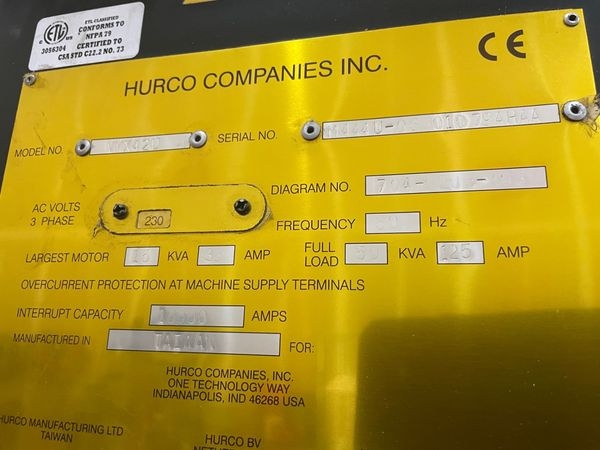 ETL CLASSIFIED
CONFORMS TO
NFPA 79
CERTIFIED TO
CSA STD C22.2 NO. 73
3056304
c ETL us
CE
HURCO COMPANIES INC.
MODEL NO.
SERIAL NO.
DIAGRAM NO.
AC VOLTS
3 PHASE
230
FREQUENCY Hz
LARGEST MOTOR KVA AMP
FULL
LOAD KVA 125 AMP
OVERCURRENT PROTECTION AT MACHINE SUPPLY TERMINALS
INTERRUPT CAPACITY AMPS
MANUFACTURED IN TAIWAN FOR:
HURCO COMPANIES, INC.
ONE TECHNOLOGY WAY
INDIANAPOLIS, IND 46268 USA
HURCO MANUFACTURING LTD
TAIWAN
HURCO BV